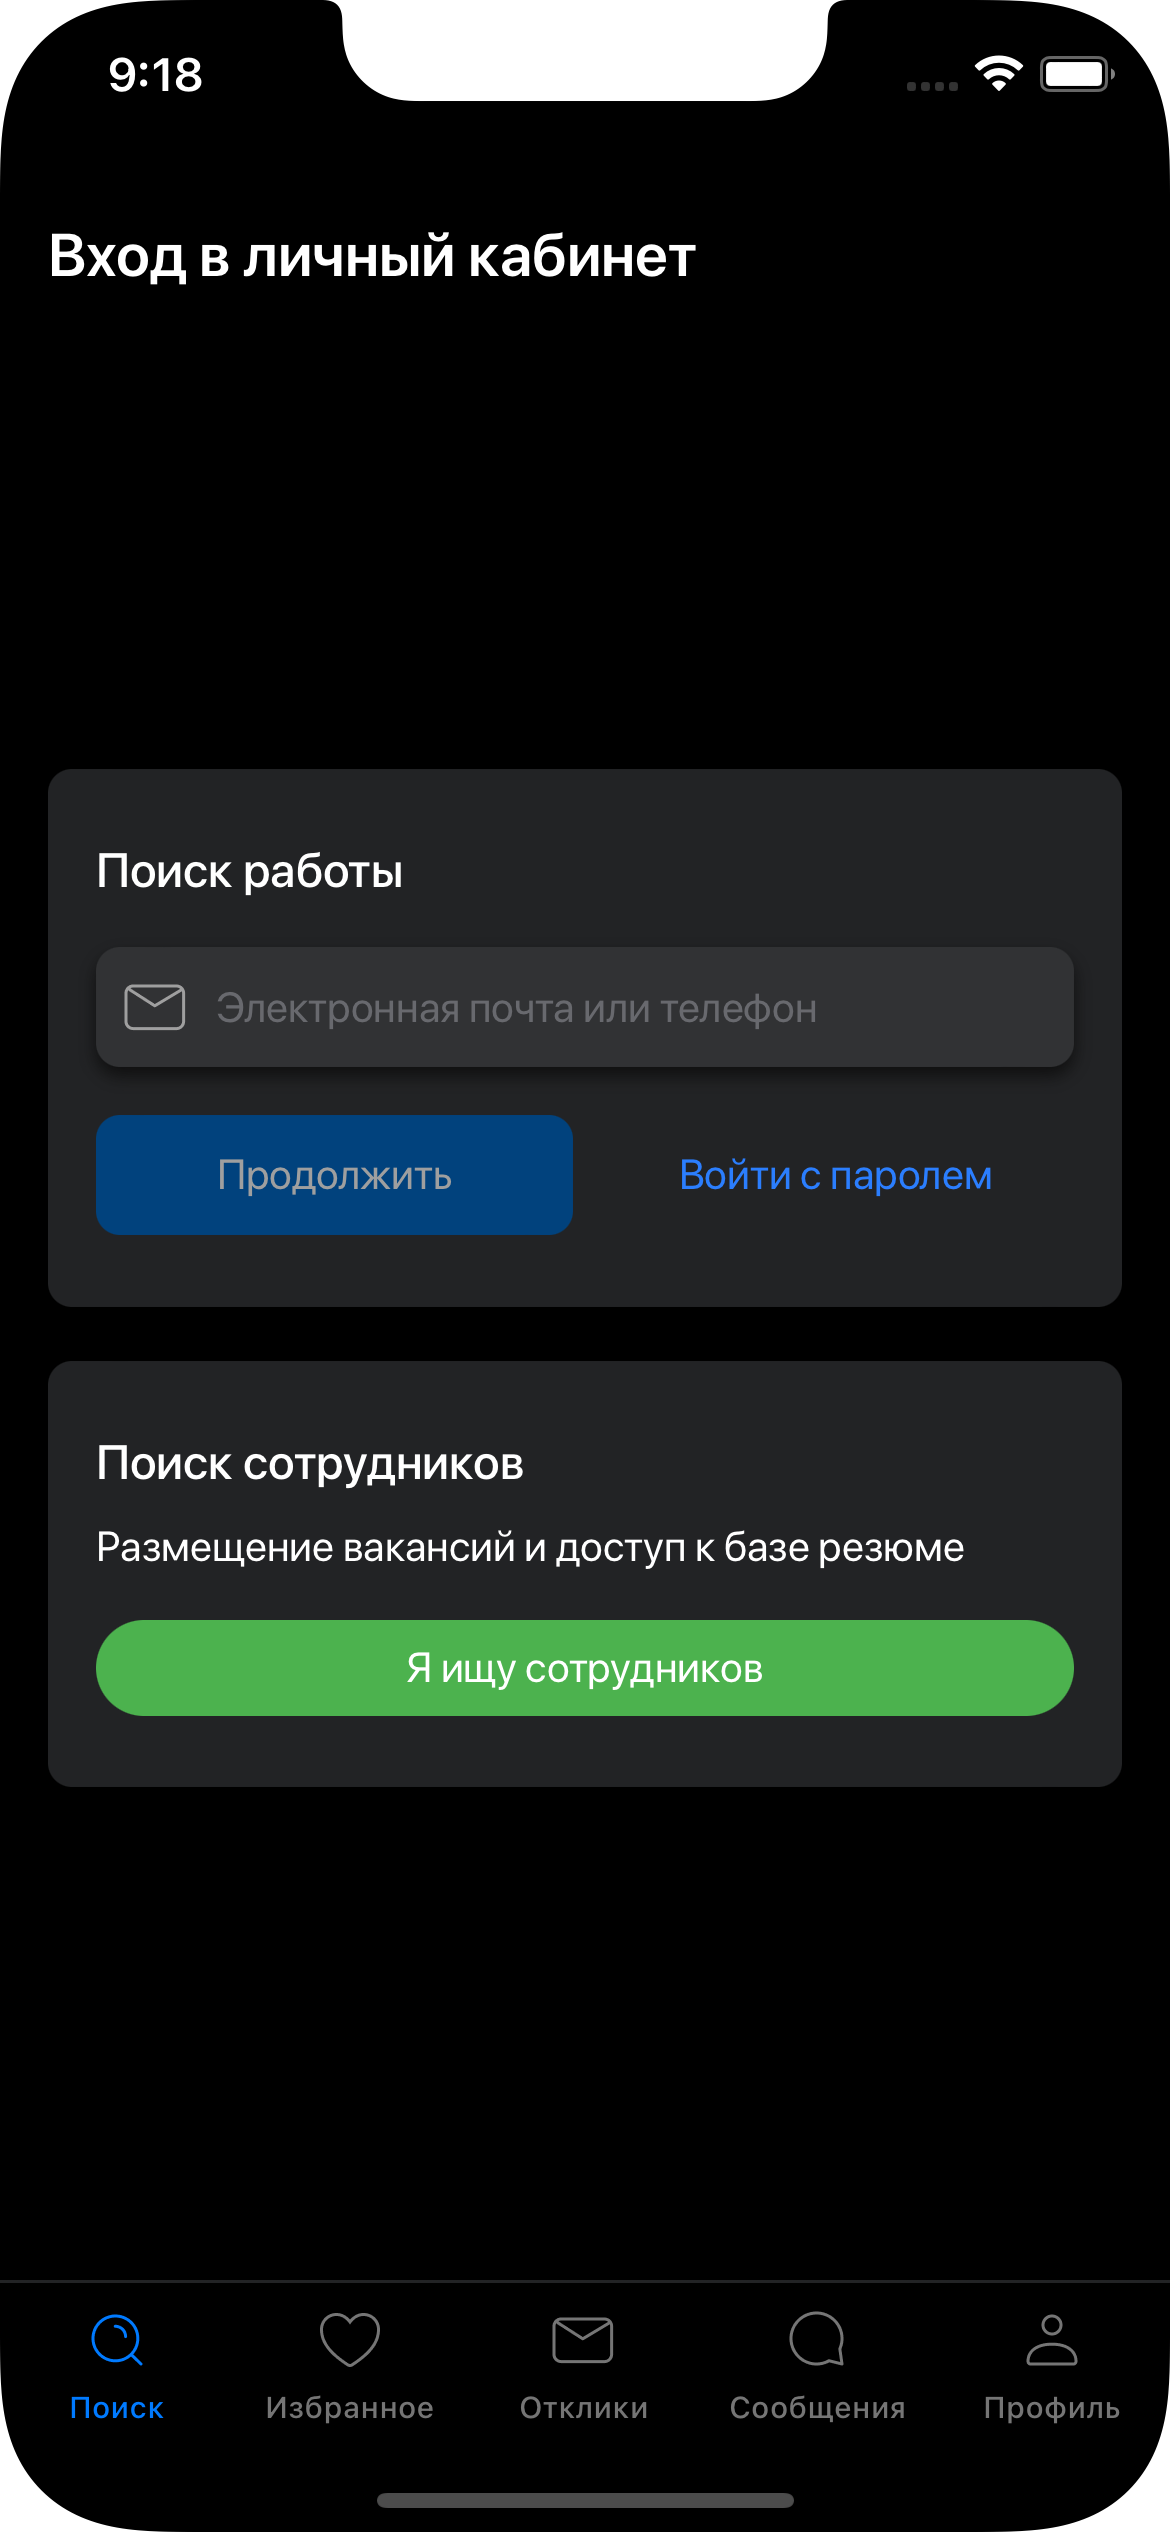 9:18
Вход в личный кабинет
Поиск работы
Электронная почта или телефон
Продолжить
Войти с паролем
Поиск сотрудников
Размещение вакансий и доступ к базе резюме
Я ищу сотрудников
Поиск
Избранное
Отклики
Сообщения
Профиль